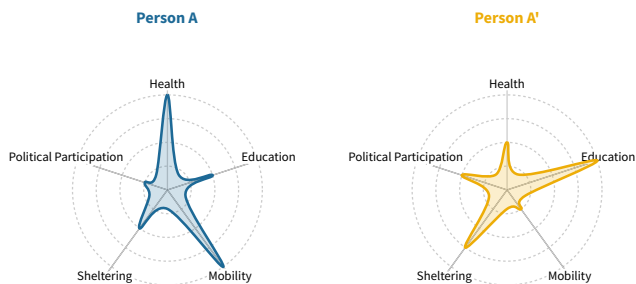 Person A
Person A'
Health
Health
Political Participation
Education
Political Participation
Education
Sheltering
Mobility
Sheltering
Mobility